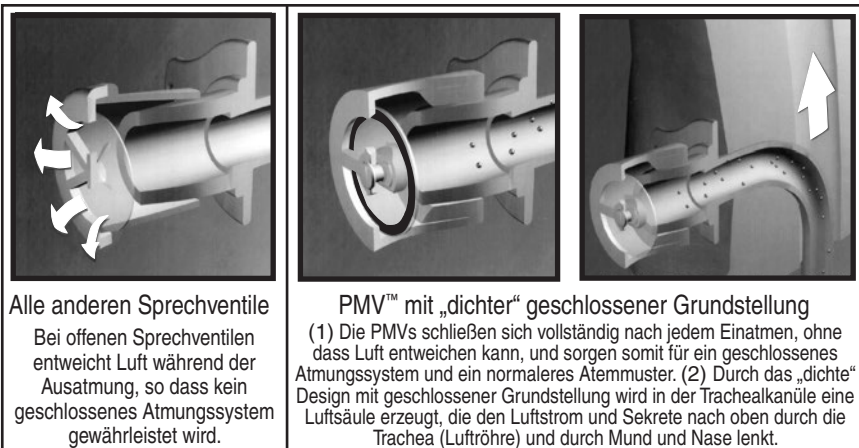 Alle anderen Sprechventile
Bei offenen Sprechventilen
entweicht Luft während der
Ausatmung, so dass kein
geschlossenes Atmungssystem
gewährleistet wird.
PMV™ mit „dichter“ geschlossener Grundstellung
(1) Die PMVs schließen sich vollständig nach jedem Einatmen, ohne
dass Luft entweichen kann, und sorgen somit für ein geschlossenes
Atmungssystem und ein normaleres Atemmuster. (2) Durch das „dichte“
Design mit geschlossener Grundstellung wird in der Trachealkanüle eine
Luftsäule erzeugt, die den Luftstrom und Sekrete nach oben durch die
Trachea (Luftröhre) und durch Mund und Nase lenkt.